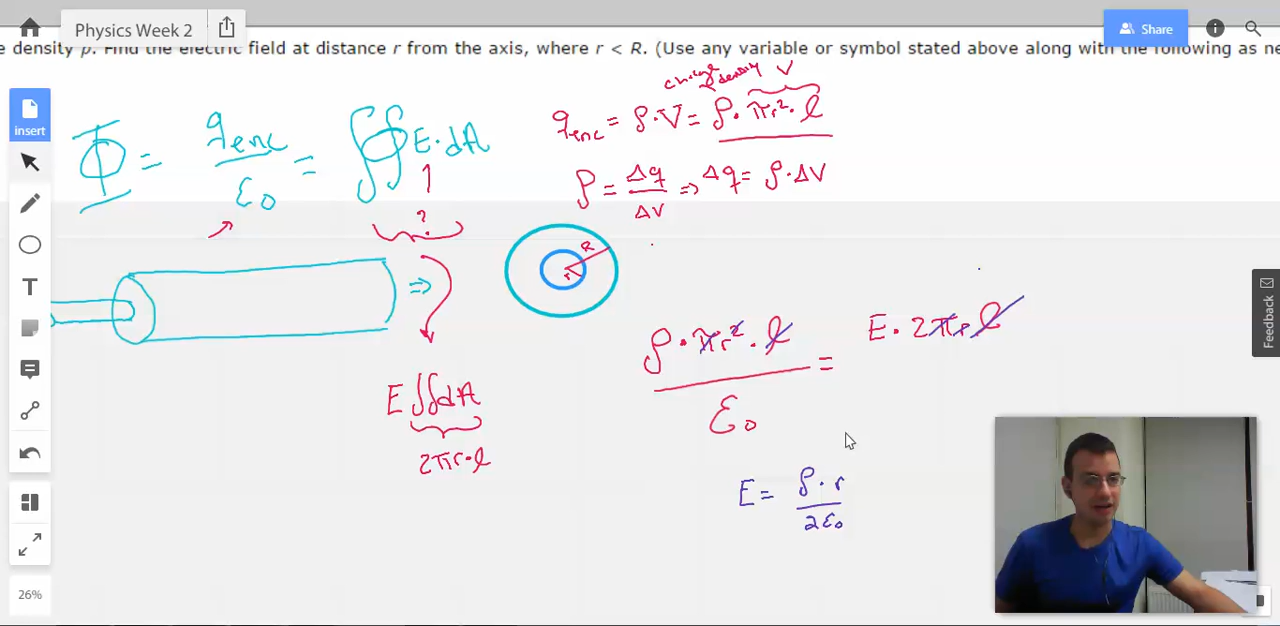 Physics Week 2
Share
e density ρ. Find the electric field at distance r from the axis, where r < R. (Use any variable or symbol stated above along with the following as ne
insert
T
26%
Feedback
Φ = q_enc / ε₀ = ∯ E · dA
?
charge density V
q_enc = ρ · V = ρ · πr² · l
ρ = Δq / ΔV ⇒ Δq = ρ · ΔV
⇒
R
r
E ∬ dA
2πr · l
ρ · πr² · l / ε₀ = E · 2πr l
E = ρ · r / 2ε₀